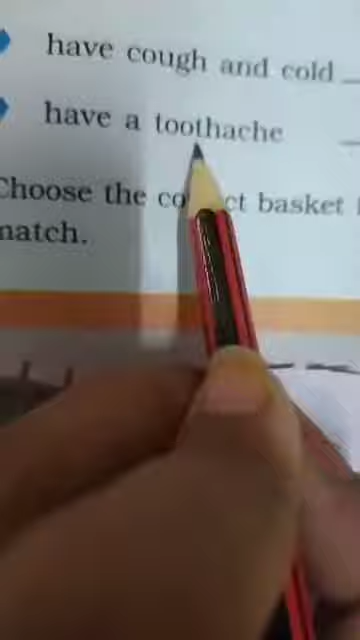 have cough and cold
have a toothache
Choose the co ct basket
match.